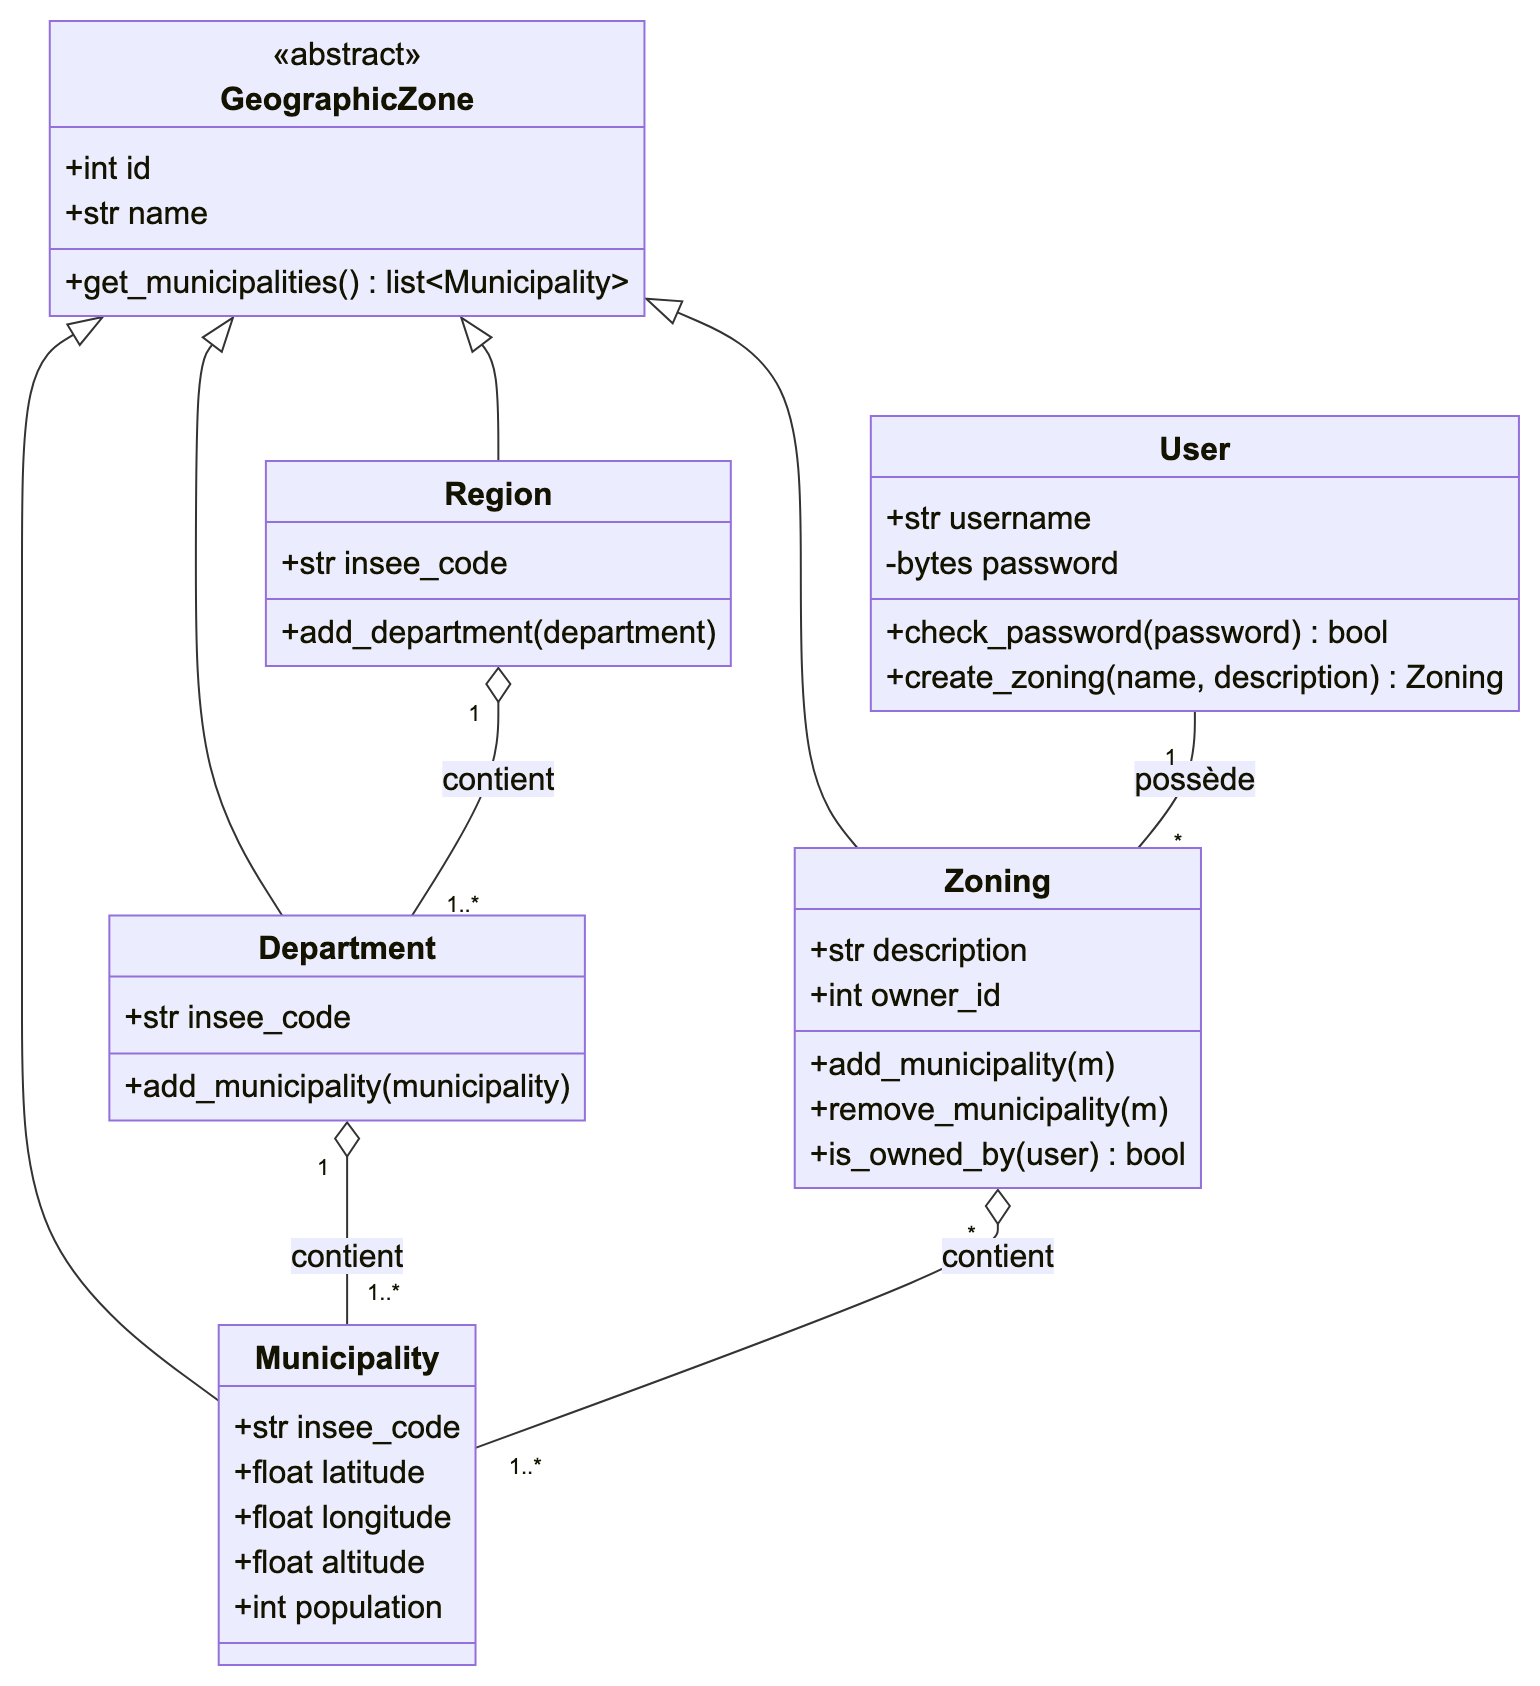 «abstract»
GeographicZone
+int id
+str name
+get_municipalities() : list<Municipality>
User
+str username
-bytes password
+check_password(password) : bool
+create_zoning(name, description) : Zoning
Region
+str insee_code
+add_department(department)
1
contient
1..*
1
possède
*
Zoning
+str description
+int owner_id
+add_municipality(m)
+remove_municipality(m)
+is_owned_by(user) : bool
Department
+str insee_code
+add_municipality(municipality)
1
contient
1..*
*
contient
1..*
Municipality
+str insee_code
+float latitude
+float longitude
+float altitude
+int population